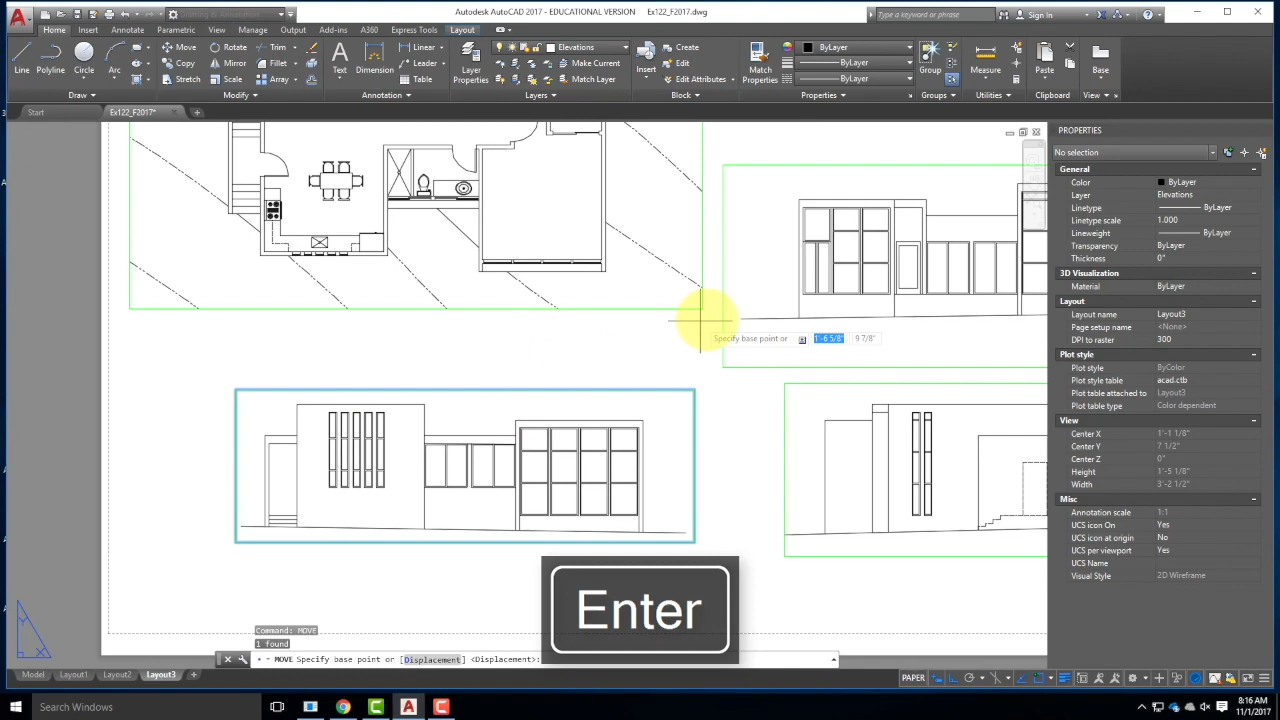 Drafting & Annotation
Autodesk AutoCAD 2017 - EDUCATIONAL VERSION Ex122_F2017.dwg
Type a keyword or phrase
Sign In
Home Insert Annotate Parametric View Manage Output Add-ins A360 Express Tools Layout
Line Polyline Circle Arc
Move Rotate Trim
Copy Mirror Fillet
Stretch Scale Array
Text Dimension
Linear
Leader
Table
Layer Properties
Elevations
Make Current
Match Layer
Insert
Create
Edit
Edit Attributes
Match Properties
ByLayer
ByLayer
ByLayer
Group
Measure
Paste
Base
Draw Modify Annotation Layers Block Properties Groups Utilities Clipboard View
Start Ex122_F2017*
PROPERTIES
No selection
General
Color ByLayer
Layer Elevations
Linetype ByLayer
Linetype scale 1.000
Lineweight ByLayer
Transparency ByLayer
Thickness 0"
3D Visualization
Material ByLayer
Layout
Layout name Layout3
Page setup name <None>
DPI to raster 300
Plot style
Plot style ByColor
Plot style table acad.ctb
Plot table attached to Layout3
Plot table type Color dependent
View
Center X 1'-1 1/8"
Center Y 7 1/2"
Center Z 0"
Height 1'-5 1/8"
Width 3'-2 1/2"
Misc
Annotation scale 1:1
UCS icon On Yes
UCS icon at origin No
UCS per viewport Yes
UCS Name
Visual Style 2D Wireframe
Specify base point or 1'-6 5/8" 9 7/8"
Enter
Command: MOVE
1 found
MOVE Specify base point or [Displacement] <Displacement>:
Model Layout1 Layout2 Layout3 +
PAPER
Search Windows
8:16 AM
11/1/2017